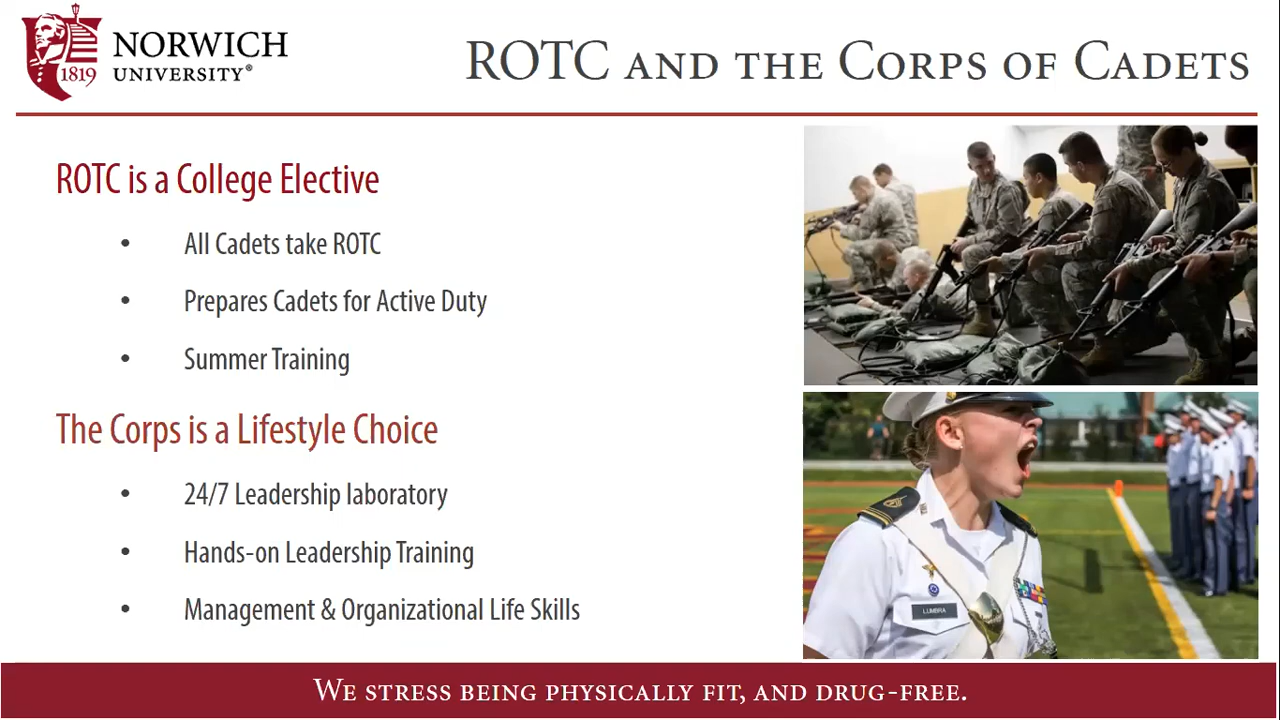 NORWICH
UNIVERSITY®
1819
ROTC AND THE CORPS OF CADETS
ROTC is a College Elective
• All Cadets take ROTC
• Prepares Cadets for Active Duty
• Summer Training
The Corps is a Lifestyle Choice
• 24/7 Leadership laboratory
• Hands-on Leadership Training
• Management & Organizational Life Skills
LUMBRA
WE STRESS BEING PHYSICALLY FIT, AND DRUG-FREE.